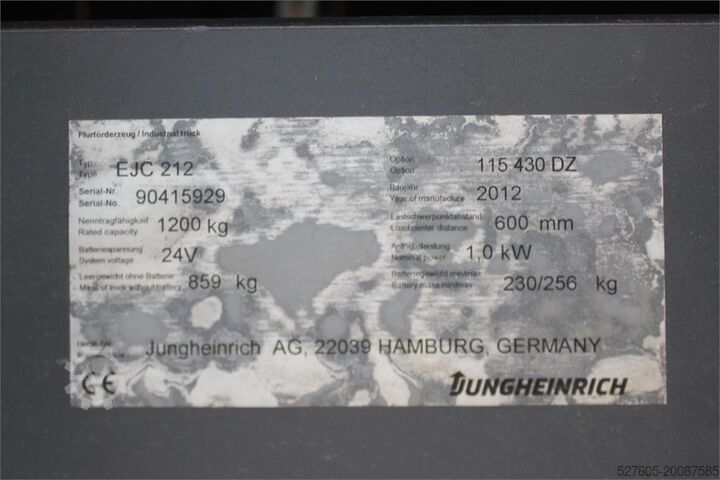 Flurförderzeug / Industrial truck
Typ
Type
EJC 212
Option
Option
115 430 DZ
Serial-Nr.
Serial-No.
90415929
Baujahr
Year of manufacture
2012
Nenntragfähigkeit
Rated capacity
1200 kg
Lastschwerpunktabstand
Load center distance
600 mm
Batteriespannung
System voltage
24V
Antriebsleistung
Nominal power
1,0 kW
Leergewicht ohne Batterie
Mass of truck without battery
859 kg
Batteriegewicht min/max
Battery mass min/max
230/256 kg
Jungheinrich AG, 22039 HAMBURG, GERMANY
CE
JUNGHEINRICH
527605-20087585